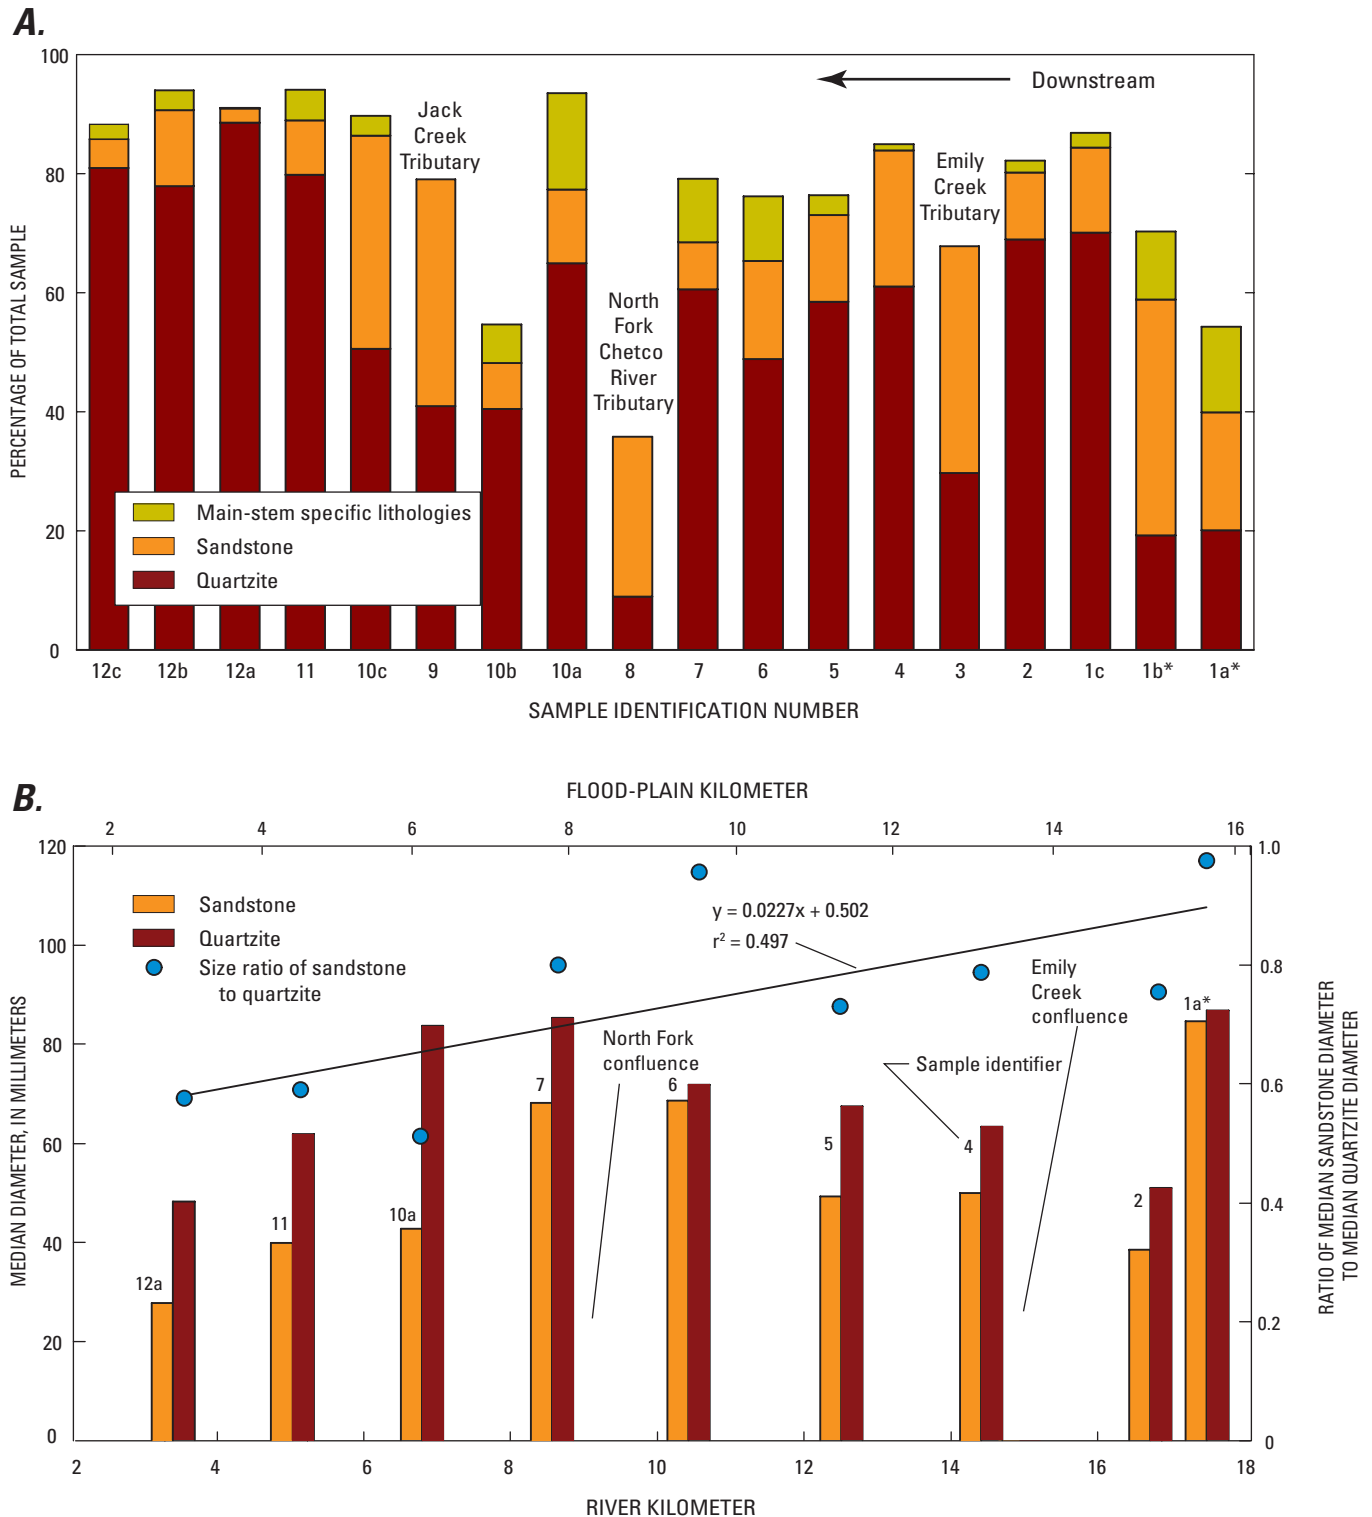 A.
100
80
60
40
20
0
PERCENTAGE OF TOTAL SAMPLE
Downstream
Jack
Creek
Tributary
North
Fork
Chetco
River
Tributary
Emily
Creek
Tributary
Main-stem specific lithologies
Sandstone
Quartzite
12c 12b 12a 11 10c 9 10b 10a 8 7 6 5 4 3 2 1c 1b* 1a*
SAMPLE IDENTIFICATION NUMBER
B.
FLOOD-PLAIN KILOMETER
2 4 6 8 10 12 14 16
120
100
80
60
40
20
0
MEDIAN DIAMETER, IN MILLIMETERS
Sandstone
Quartzite
Size ratio of sandstone
to quartzite
y = 0.0227x + 0.502
r² = 0.497
North Fork
confluence
Emily
Creek
confluence
Sample identifier
12a
11
10a
7
6
5
4
2
1a*
1.0
0.8
0.6
0.4
0.2
0
RATIO OF MEDIAN SANDSTONE DIAMETER
TO MEDIAN QUARTZITE DIAMETER
2 4 6 8 10 12 14 16 18
RIVER KILOMETER